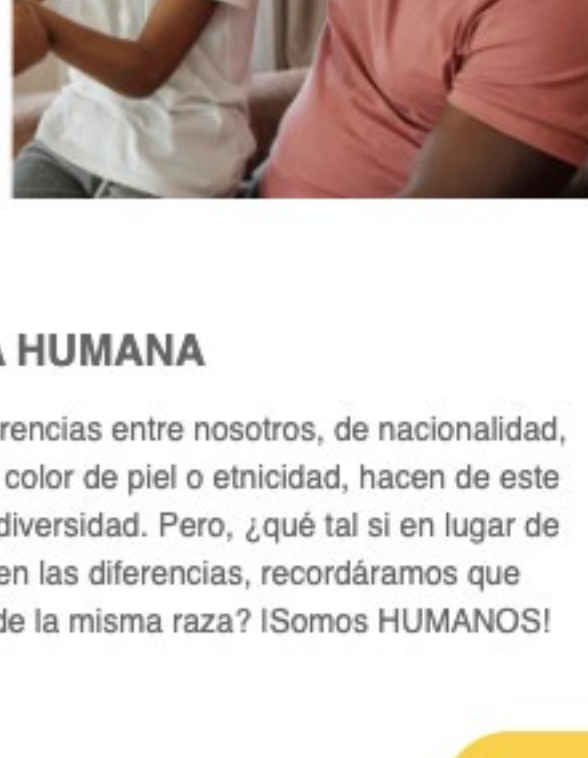 A HUMANA
rencias entre nosotros, de nacionalidad,
color de piel o etnicidad, hacen de este
diversidad. Pero, ¿qué tal si en lugar de
en las diferencias, recordáramos que
de la misma raza? ISomos HUMANOS!